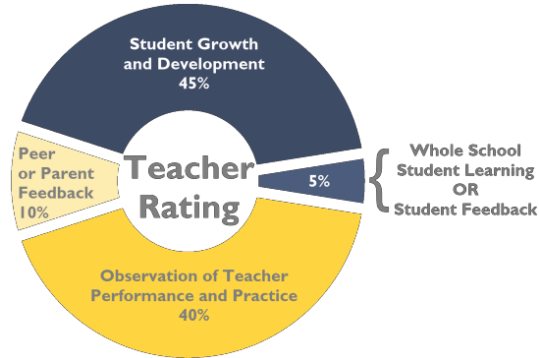 Student Growth
and Development
45%
Peer
or Parent
Feedback
10%
Teacher
Rating
5%
Whole School
Student Learning
OR
Student Feedback
Observation of Teacher
Performance and Practice
40%